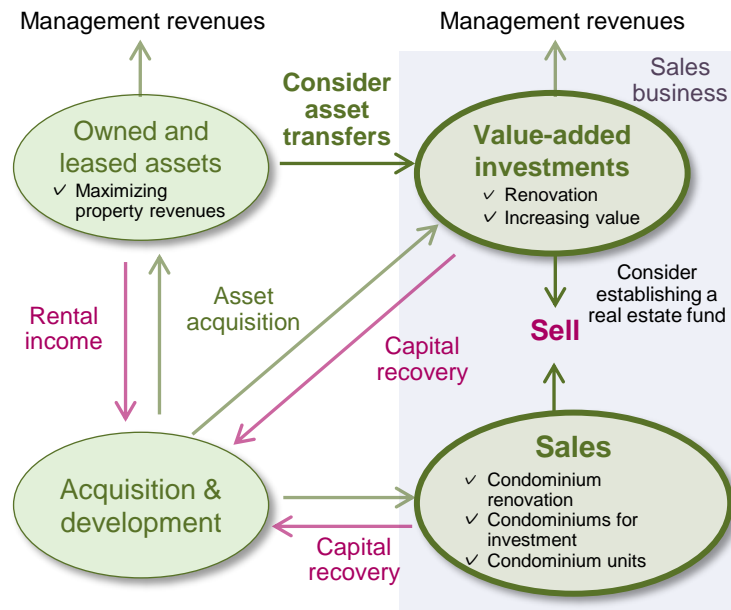 Management revenues
Management revenues
Sales
business
Consider
asset
transfers
Owned and
leased assets
✓ Maximizing
property revenues
Value-added
investments
✓ Renovation
✓ Increasing value
Consider
establishing a
real estate fund
Sell
Asset
acquisition
Rental
income
Capital
recovery
Acquisition &
development
Sales
✓ Condominium
renovation
✓ Condominiums for
investment
✓ Condominium units
Capital
recovery